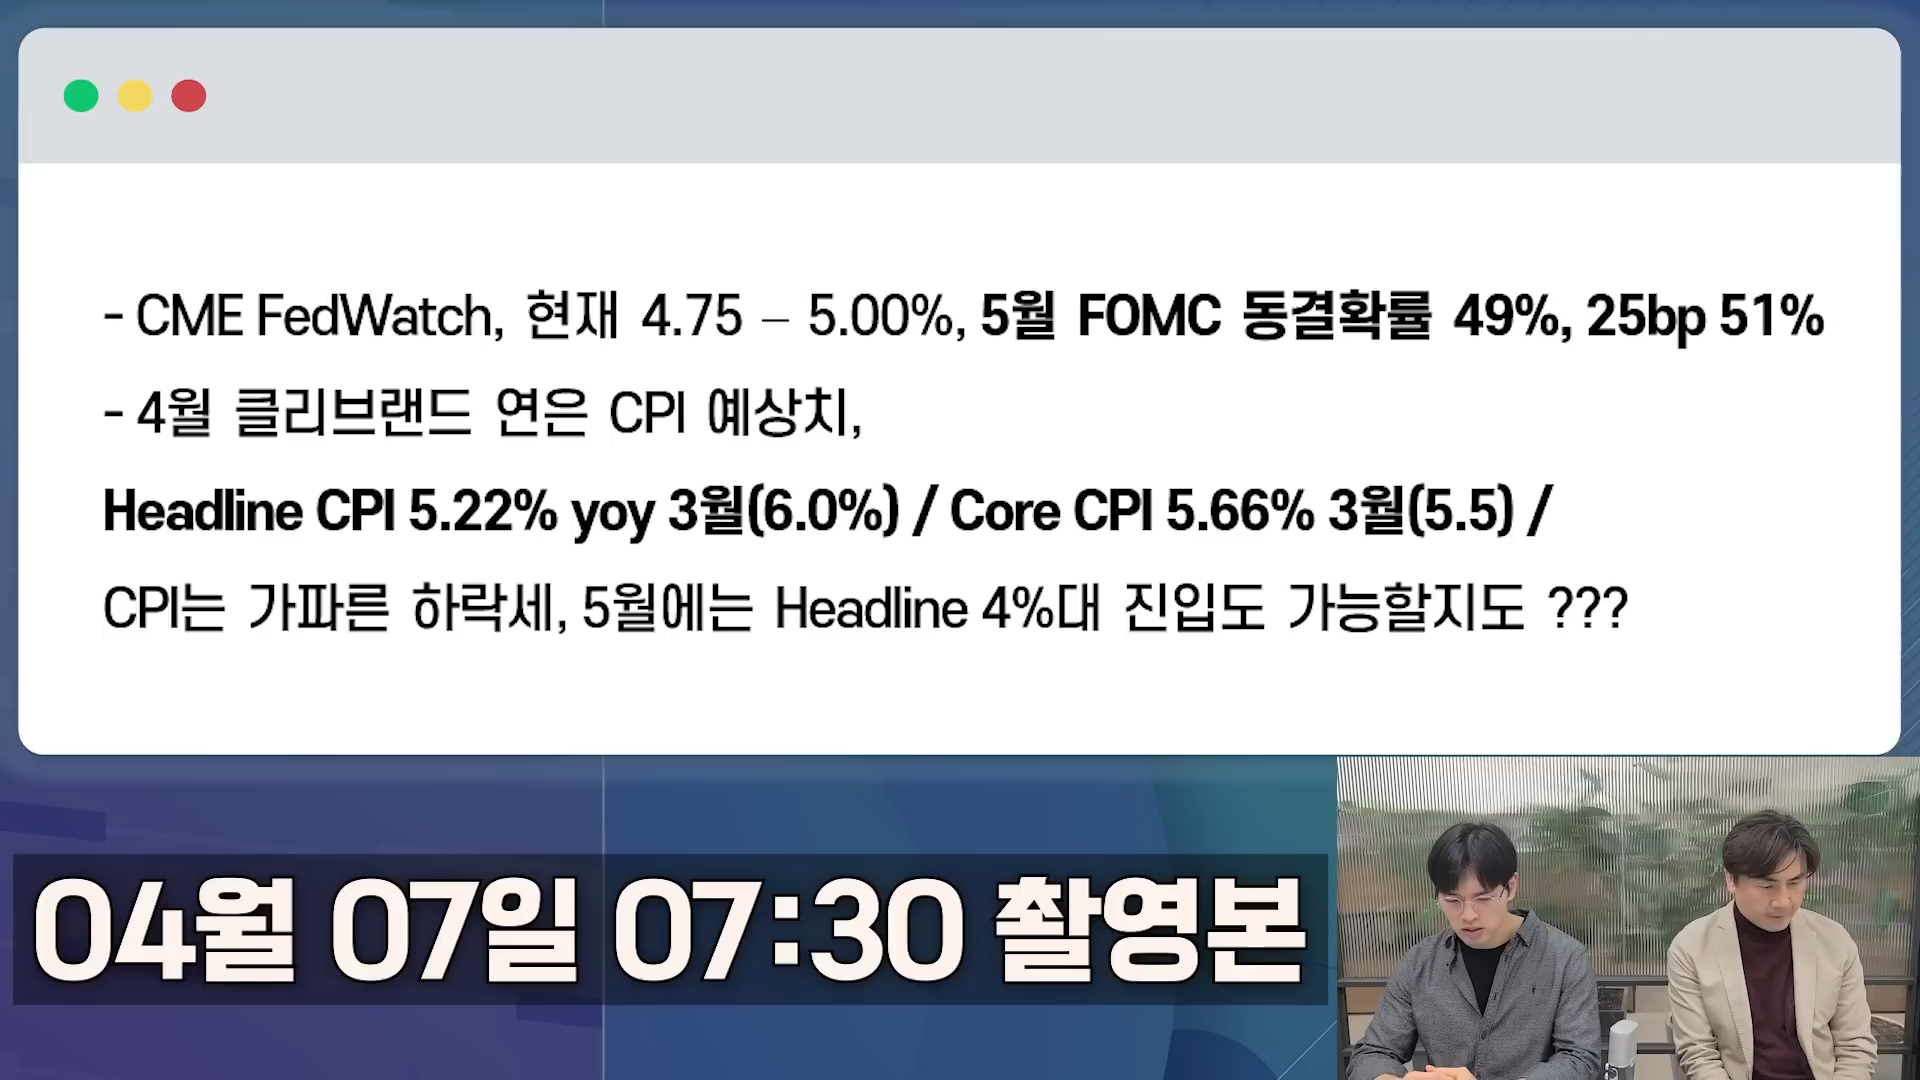 - CME FedWatch, 현재 4.75 – 5.00%, 5월 FOMC 동결확률 49%, 25bp 51%
- 4월 클리브랜드 연은 CPI 예상치,
Headline CPI 5.22% yoy 3월(6.0%) / Core CPI 5.66% 3월(5.5) /
CPI는 가파른 하락세, 5월에는 Headline 4%대 진입도 가능할지도 ???
04월 07일 07:30 촬영본